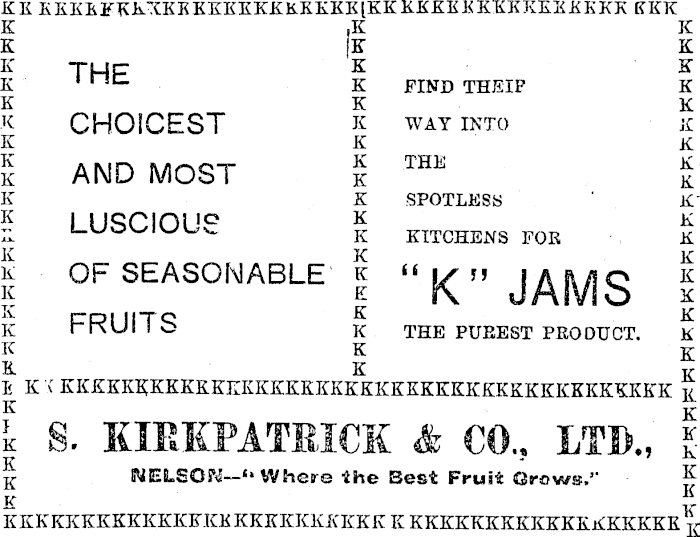 THE
CHOICEST
AND MOST
LUSCIOUS
OF SEASONABLE
FRUITS
FIND THEIR
WAY INTO
THE
SPOTLESS
KITCHENS FOR
"K" JAMS
THE PUREST PRODUCT.
S. KIRKPATRICK & CO., LTD.,
NELSON--"Where the Best Fruit Grows."